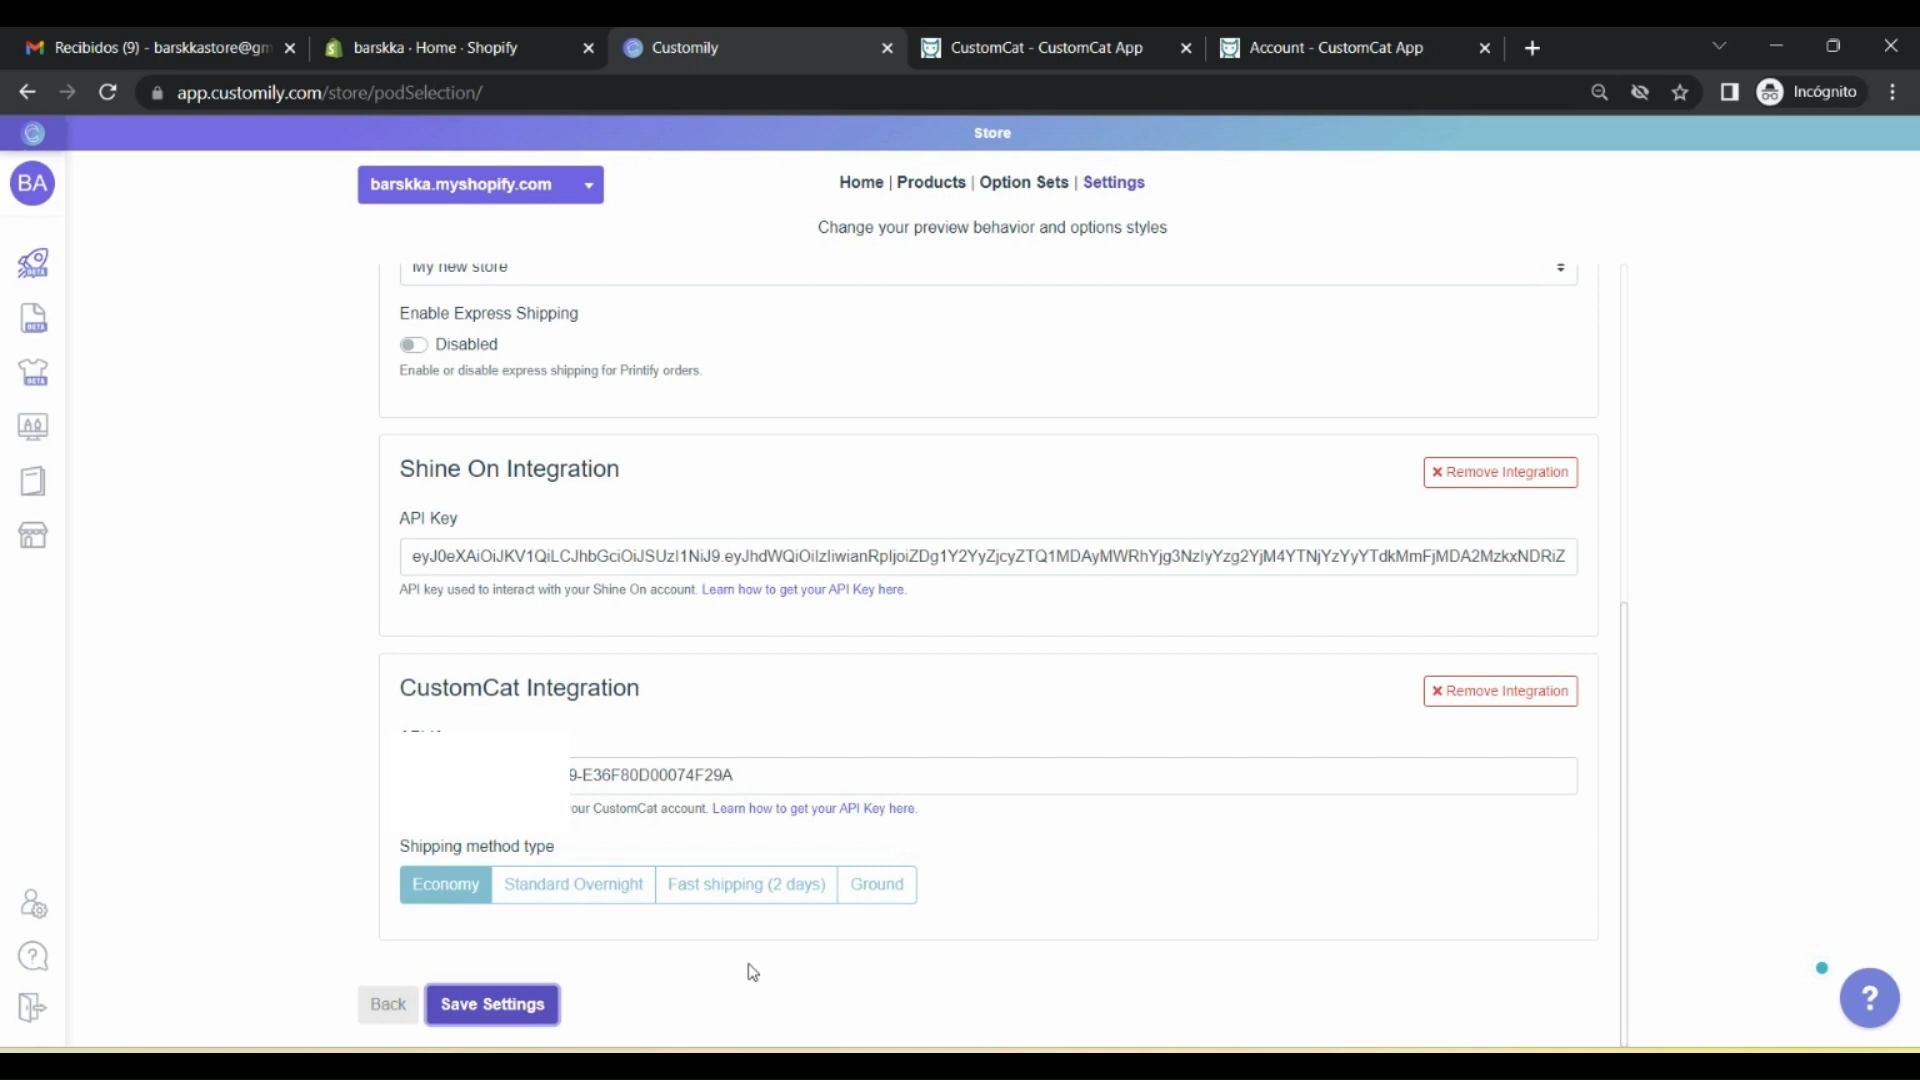 Recibidos (9) - barskkastore@gm
barskka · Home · Shopify
Customily
CustomCat - CustomCat App
Account - CustomCat App
app.customily.com/store/podSelection/
Incógnito
Store
BA
barskka.myshopify.com
Home | Products | Option Sets | Settings
Change your preview behavior and options styles
My new store
Enable Express Shipping
Disabled
Enable or disable express shipping for Printify orders.
Shine On Integration
Remove Integration
API Key
API key used to interact with your Shine On account. Learn how to get your API Key here.
CustomCat Integration
Remove Integration
9-E36F80D00074F29A
our CustomCat account. Learn how to get your API Key here.
Shipping method type
Economy
Standard Overnight
Fast shipping (2 days)
Ground
Back
Save Settings
BETA
BETA
BETA